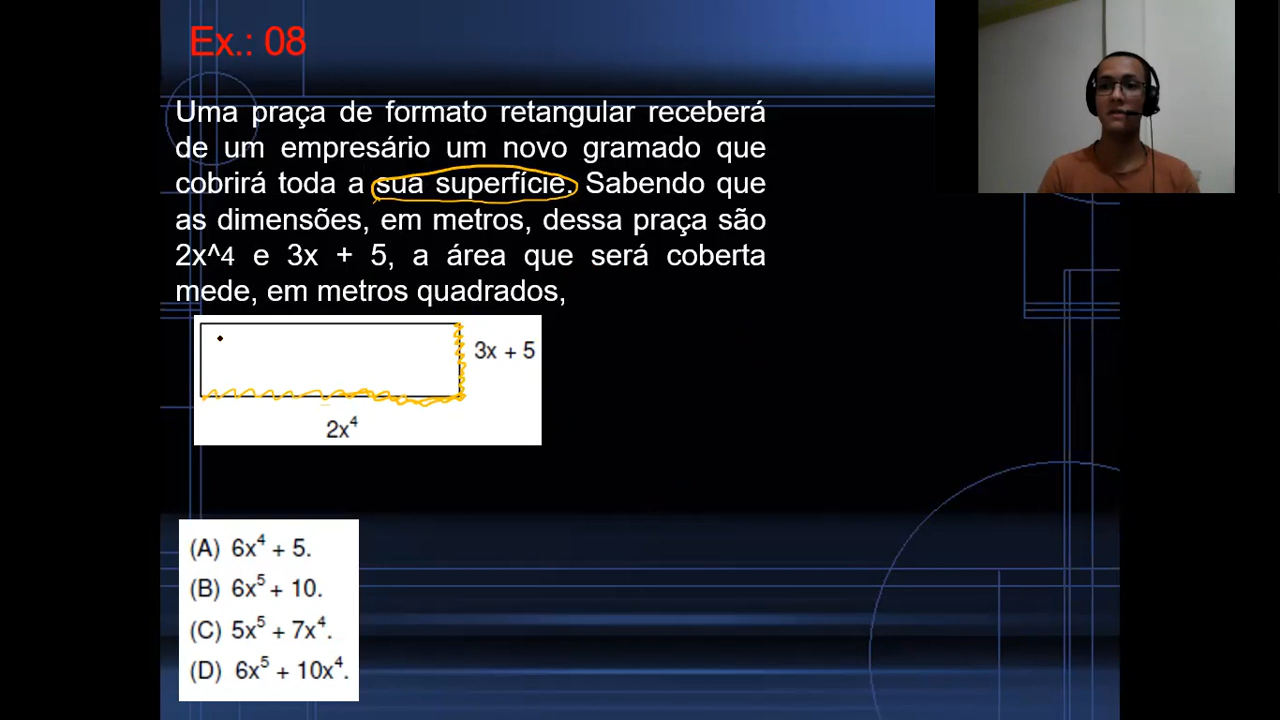 Ex.: 08
Uma praça de formato retangular receberá
de um empresário um novo gramado que
cobrirá toda a sua superfície. Sabendo que
as dimensões, em metros, dessa praça são
2x^4 e 3x + 5, a área que será coberta
mede, em metros quadrados,
3x + 5
2x⁴
(A) 6x⁴ + 5.
(B) 6x⁵ + 10.
(C) 5x⁵ + 7x⁴.
(D) 6x⁵ + 10x⁴.